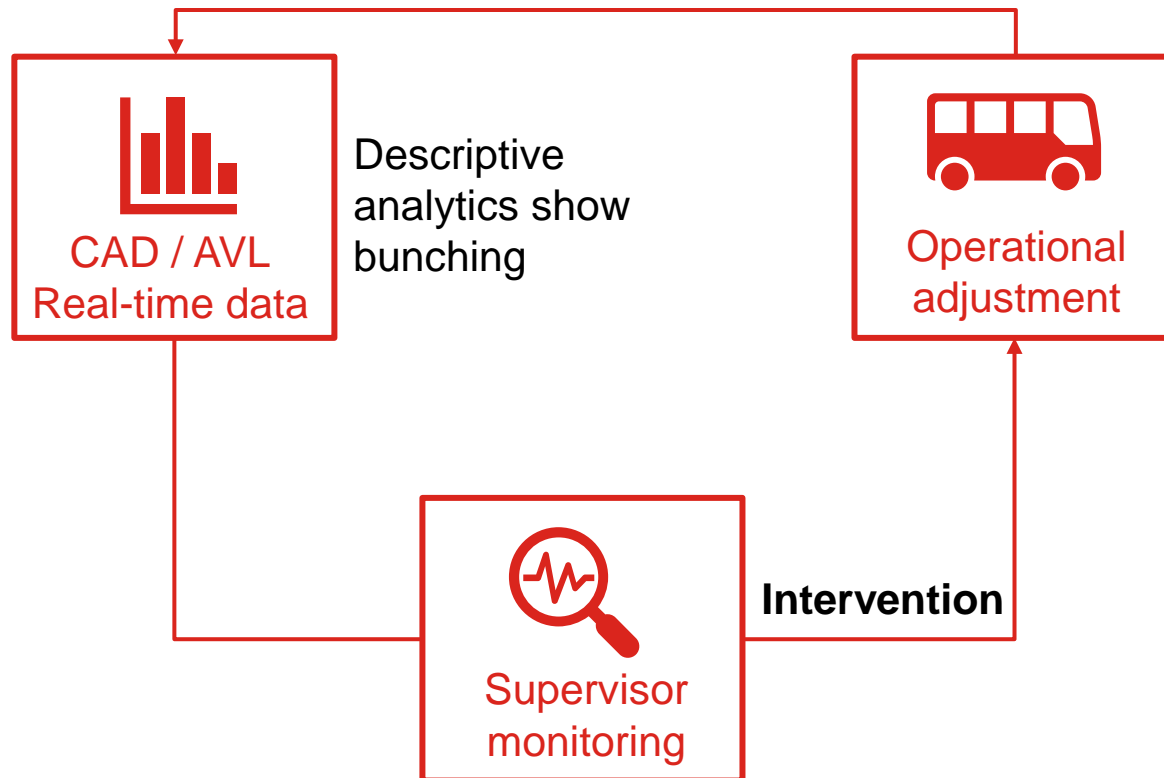 CAD / AVL
Real-time data
Descriptive
analytics show
bunching
Operational
adjustment
Supervisor
monitoring
Intervention